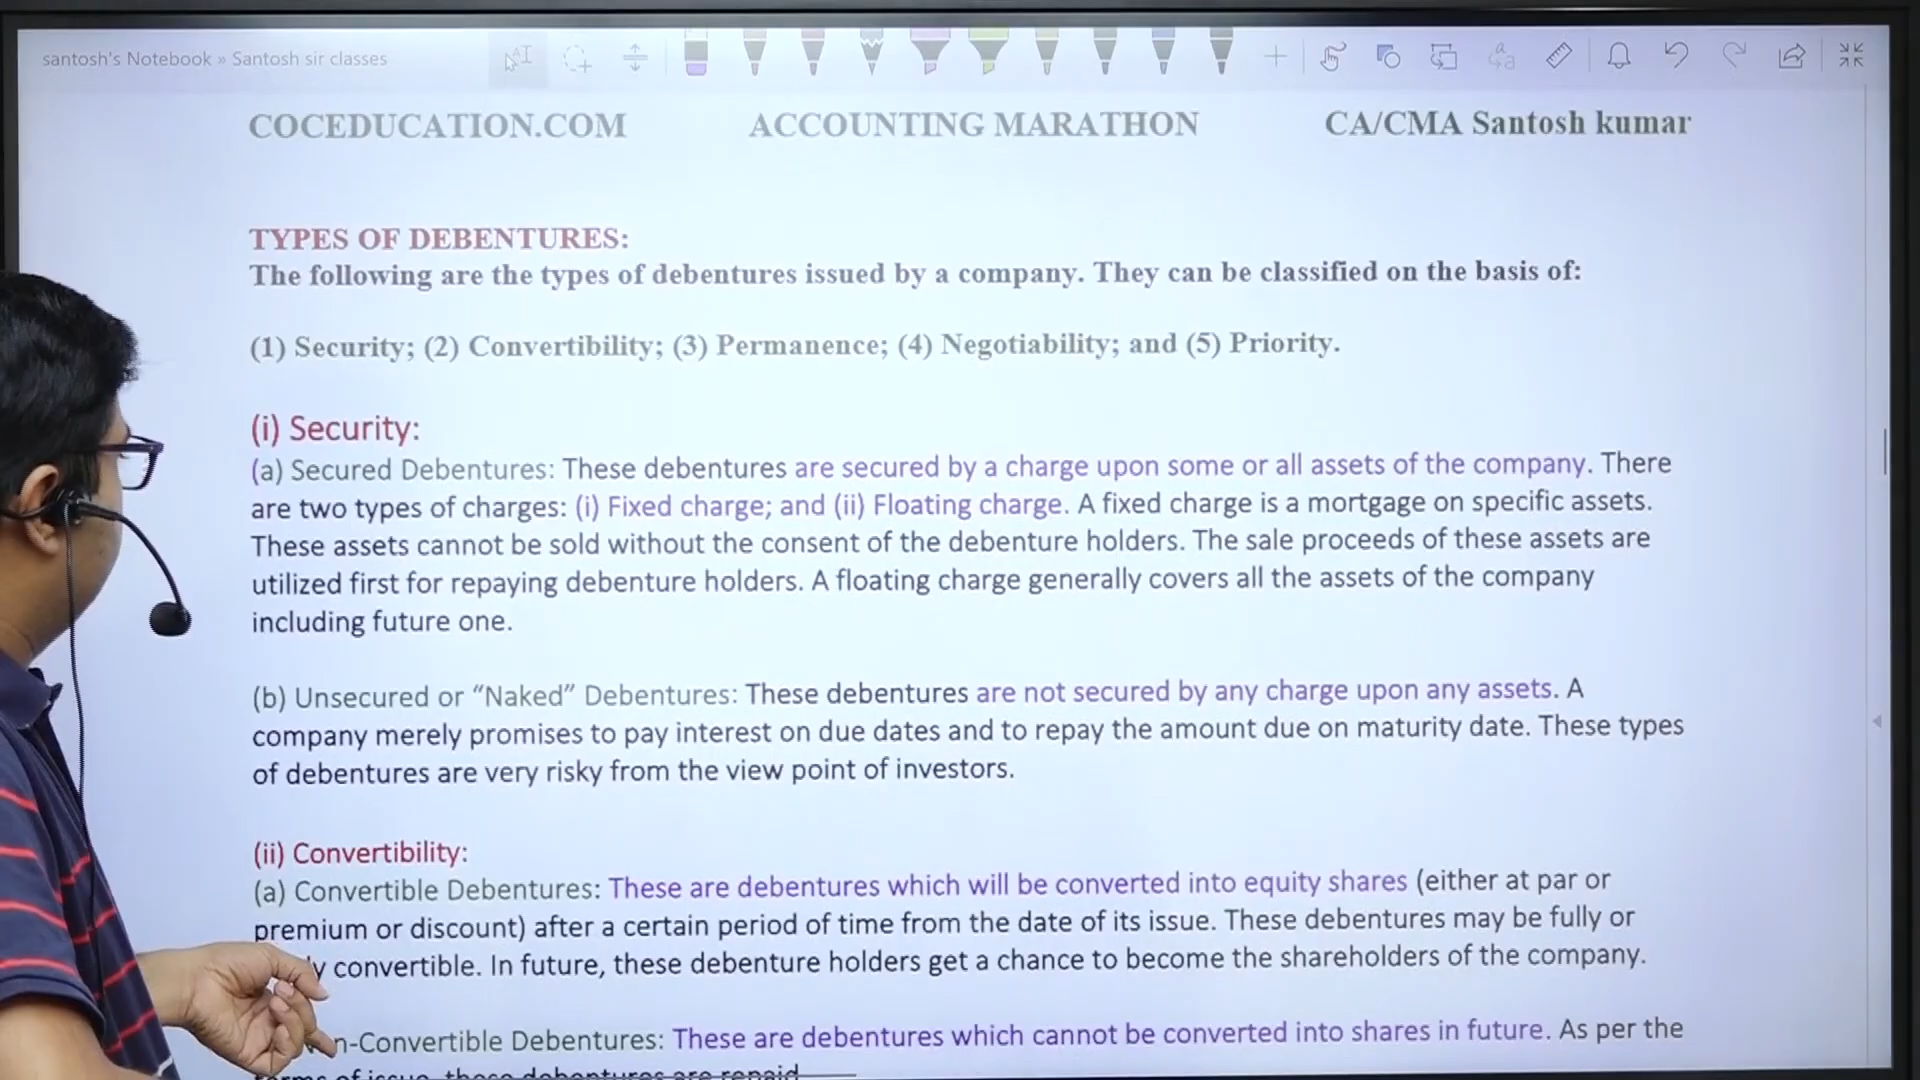 santosh's Notebook » Santosh sir classes
COCEDUCATION.COM ACCOUNTING MARATHON CA/CMA Santosh kumar
TYPES OF DEBENTURES:
The following are the types of debentures issued by a company. They can be classified on the basis of:
(1) Security; (2) Convertibility; (3) Permanence; (4) Negotiability; and (5) Priority.
(i) Security:
(a) Secured Debentures: These debentures are secured by a charge upon some or all assets of the company. There
are two types of charges: (i) Fixed charge; and (ii) Floating charge. A fixed charge is a mortgage on specific assets.
These assets cannot be sold without the consent of the debenture holders. The sale proceeds of these assets are
utilized first for repaying debenture holders. A floating charge generally covers all the assets of the company
including future one.
(b) Unsecured or “Naked” Debentures: These debentures are not secured by any charge upon any assets. A
company merely promises to pay interest on due dates and to repay the amount due on maturity date. These types
of debentures are very risky from the view point of investors.
(ii) Convertibility:
(a) Convertible Debentures: These are debentures which will be converted into equity shares (either at par or
premium or discount) after a certain period of time from the date of its issue. These debentures may be fully or
convertible. In future, these debenture holders get a chance to become the shareholders of the company.
n-Convertible Debentures: These are debentures which cannot be converted into shares in future. As per the
of issue, these debentures are repaid